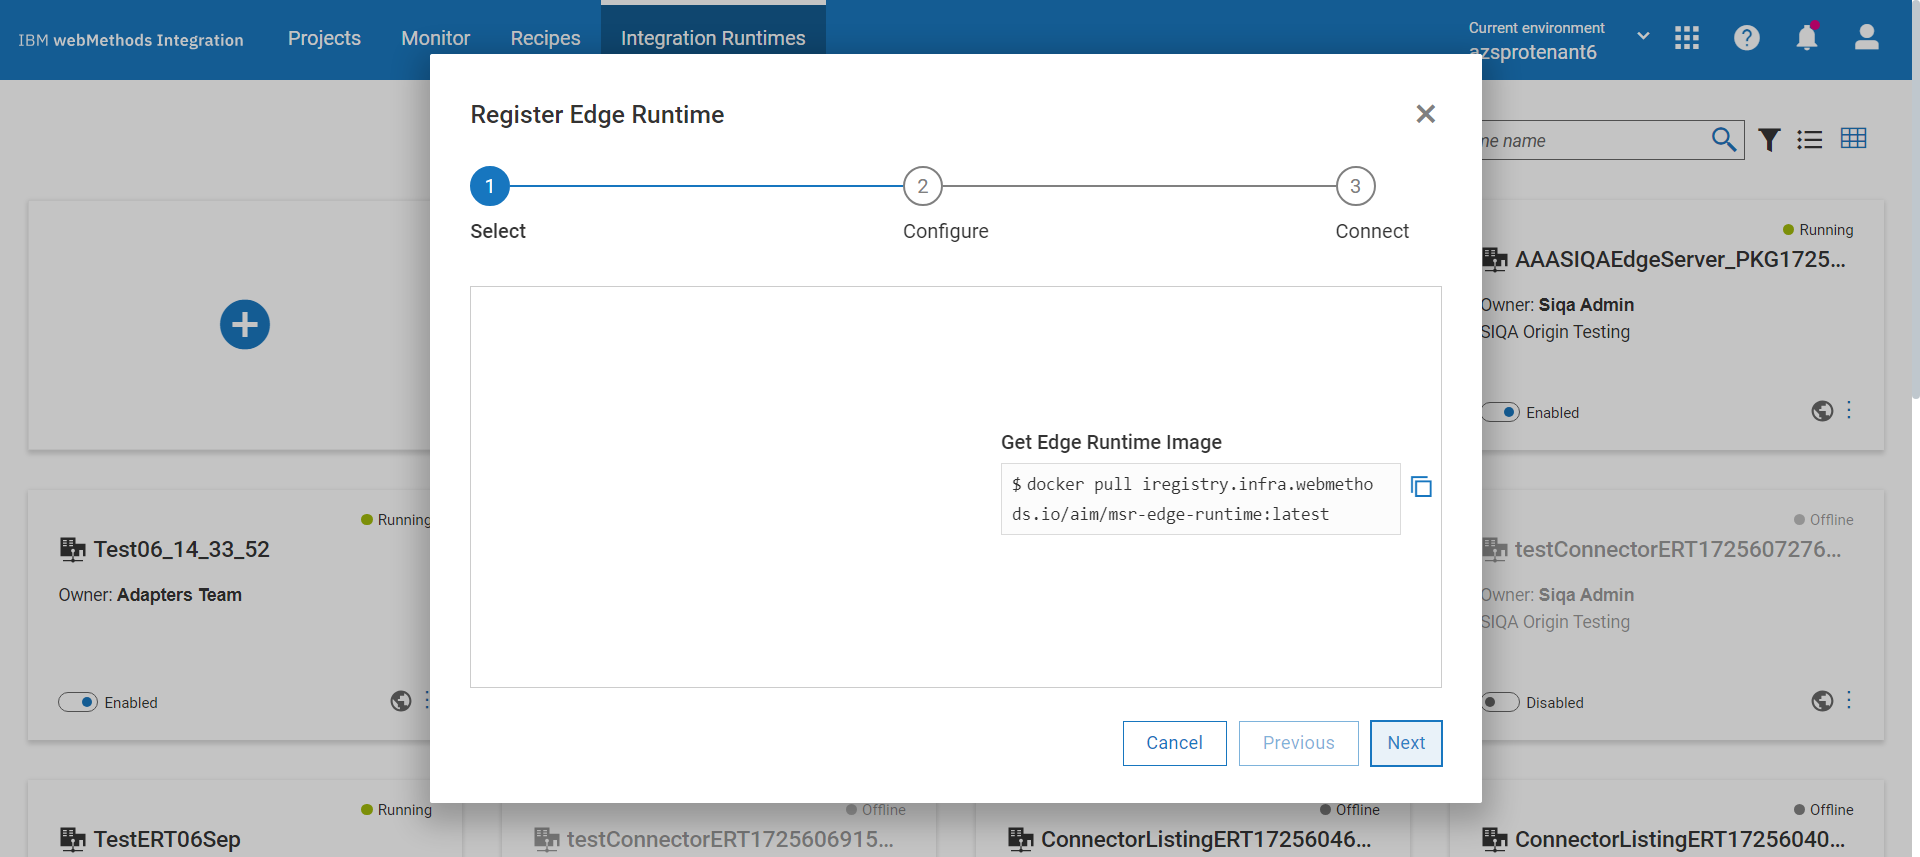 IBM webMethods Integration
Projects
Monitor
Recipes
Integration Runtimes
Current environment
azsprotenant6
Register Edge Runtime
1
2
3
Select
Configure
Connect
Get Edge Runtime Image
$ docker pull iregistry.infra.webmetho
ds.io/aim/msr-edge-runtime:latest
Cancel
Previous
Next
name
Running
AAASIQAEdgeServer_PKG1725...
Owner: Siqa Admin
SIQA Origin Testing
Enabled
Running
Test06_14_33_52
Owner: Adapters Team
Enabled
Offline
testConnectorERT1725607276...
Owner: Siqa Admin
SIQA Origin Testing
Disabled
Running
TestERT06Sep
Offline
testConnectorERT1725606915...
Offline
ConnectorListingERT17256046...
Offline
ConnectorListingERT17256040...